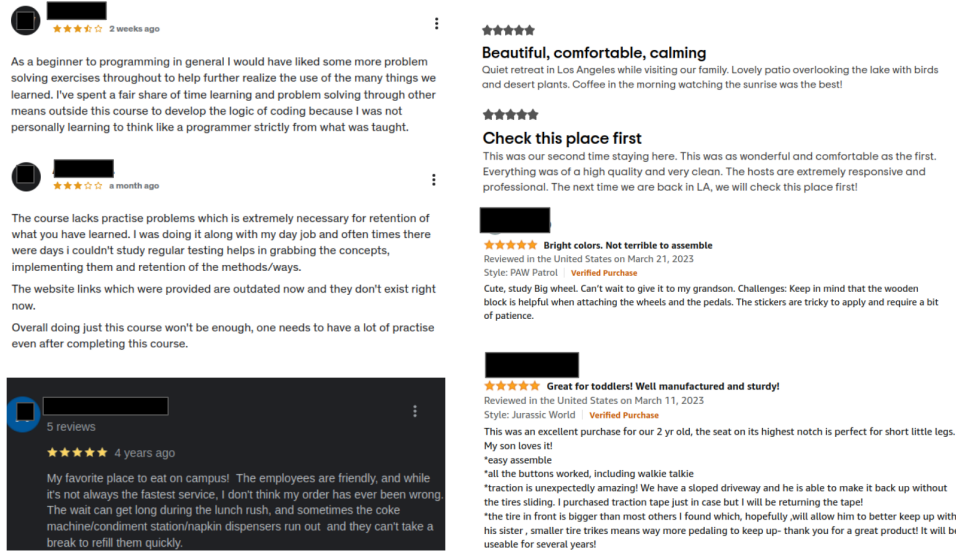 2 weeks ago
As a beginner to programming in general I would have liked some more problem
solving exercises throughout to help further realize the use of the many things we
learned. I've spent a fair share of time learning and problem solving through other
means outside this course to develop the logic of coding because I was not
personally learning to think like a programmer strictly from what was taught.
a month ago
The course lacks practise problems which is extremely necessary for retention of
what you have learned. I was doing it along with my day job and often times there
were days i couldn't study regular testing helps in grabbing the concepts,
implementing them and retention of the methods/ways.
The website links which were provided are outdated now and they don't exist right
now.
Overall doing just this course won't be enough, one needs to have a lot of practise
even after completing this course.
5 reviews
4 years ago
My favorite place to eat on campus! The employees are friendly, and while
it's not always the fastest service, I don't think my order has ever been wrong.
The wait can get long during the lunch rush, and sometimes the coke
machine/condiment station/napkin dispensers run out and they can't take a
break to refill them quickly.
Beautiful, comfortable, calming
Quiet retreat in Los Angeles while visiting our family. Lovely patio overlooking the lake with birds
and desert plants. Coffee in the morning watching the sunrise was the best!
Check this place first
This was our second time staying here. This was as wonderful and comfortable as the first.
Everything was of a high quality and very clean. The hosts are extremely responsive and
professional. The next time we are back in LA, we will check this place first!
Bright colors. Not terrible to assemble
Reviewed in the United States on March 21, 2023
Style: PAW Patrol | Verified Purchase
Cute, study Big wheel. Can't wait to give it to my grandson. Challenges: Keep in mind that the wooden
block is helpful when attaching the wheels and the pedals. The stickers are tricky to apply and require a bit
of patience.
Great for toddlers! Well manufactured and sturdy!
Reviewed in the United States on March 11, 2023
Style: Jurassic World | Verified Purchase
This was an excellent purchase for our 2 yr old, the seat on its highest notch is perfect for short little legs.
My son loves it!
*easy assemble
*all the buttons worked, including walkie talkie
*traction is unexpectedly amazing! We have a sloped driveway and he is able to make it back up without
the tires sliding. I purchased traction tape just in case but I will be returning the tape!
*the tire in front is bigger than most others I found which, hopefully ,will allow him to better keep up with
his sister , smaller tire trikes means way more pedaling to keep up- thank you for a great product! It will be
useable for several years!